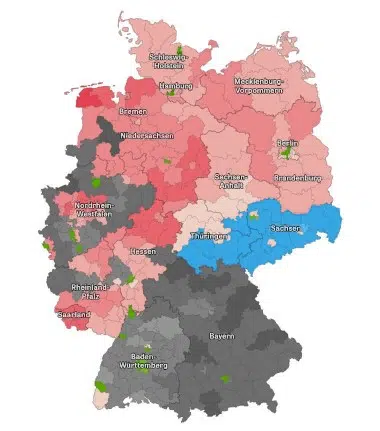 Schleswig-
Holstein
Hamburg
Mecklenburg-
Vorpommern
Bremen
Niedersachsen
Berlin
Brandenburg
Sachsen-
Anhalt
Nordrhein-
Westfalen
Sachsen
Thüringen
Hessen
Rheinland
Pfalz
Saarland
Bayern
Baden-
Württemberg